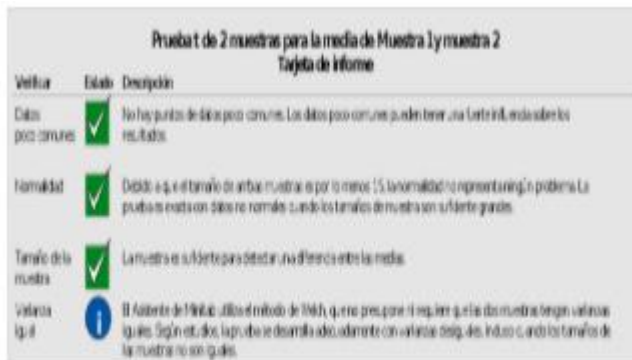 Prueba t de 2 muestras para la media de Muestra 1 y muestra 2
Tarjeta de informe
Verificar Estado Descripción
Datos
poco comunes
No hay puntos de datos poco comunes. Los datos poco comunes pueden tener una fuerte influencia sobre los
resultados.
Normalidad
Debido a que el tamaño de ambas muestras es por lo menos 15, la normalidad no representa ningún problema. La
prueba es exacta con datos no normales cuando los tamaños de muestra son suficiente grandes.
Tamaño de la
muestra
La muestra es suficiente para detectar una diferencia entre las medias.
Varianza
igual
El Asistente de Minitab utiliza el método de Welch, que no presupone ni requiere que las dos muestras tengan varianzas
iguales. Según estudios, la prueba se desarrolla adecuadamente con varianzas desiguales, incluso cuando los tamaños de
las muestras no son iguales.